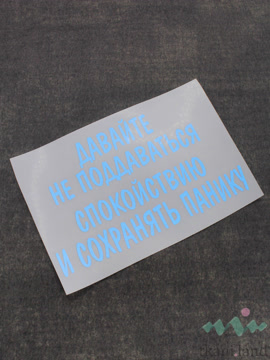 ДАВАЙТЕ
НЕ ПОДДАВАТЬСЯ
СПОКОЙСТВИЮ
И СОХРАНЯТЬ ПАНИКУ